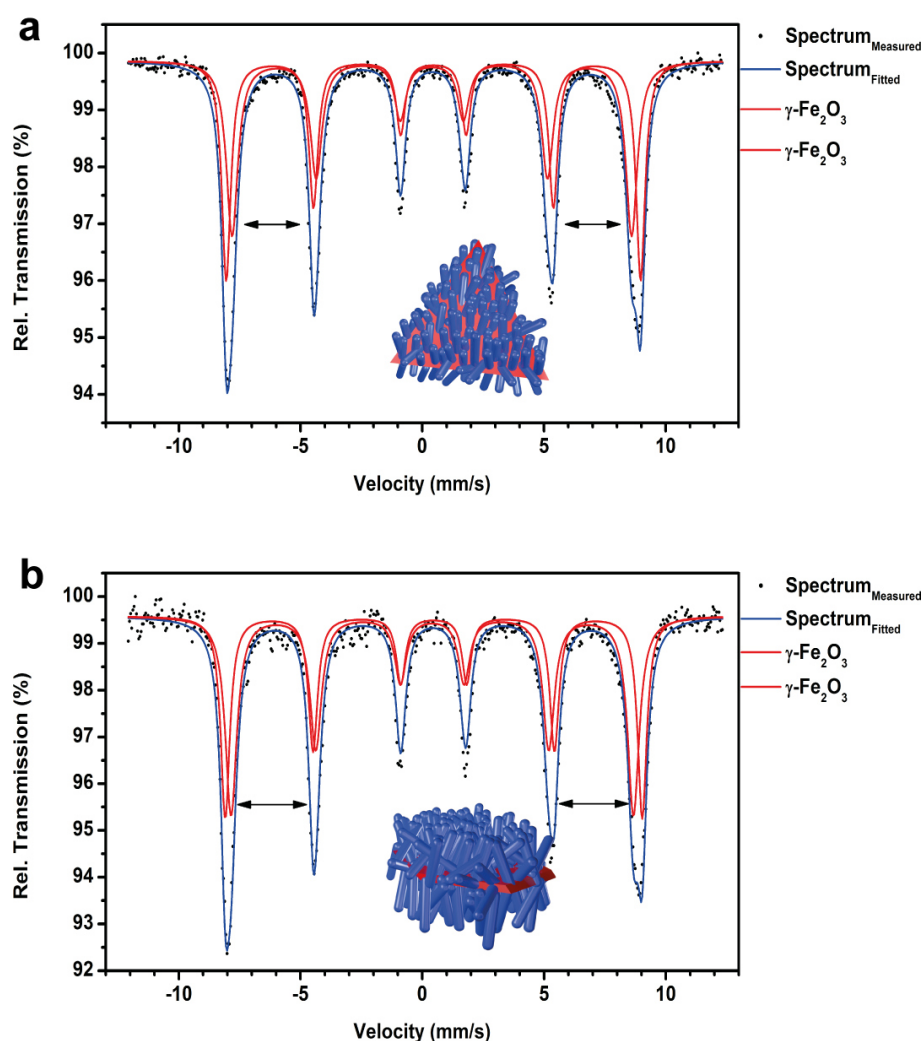 a
Rel. Transmission (%)
100
99
98
97
96
95
94
-10 -5 0 5 10
Velocity (mm/s)
Spectrum_Measured
Spectrum_Fitted
γ-Fe₂O₃
γ-Fe₂O₃
b
Rel. Transmission (%)
100
99
98
97
96
95
94
93
92
-10 -5 0 5 10
Velocity (mm/s)
Spectrum_Measured
Spectrum_Fitted
γ-Fe₂O₃
γ-Fe₂O₃